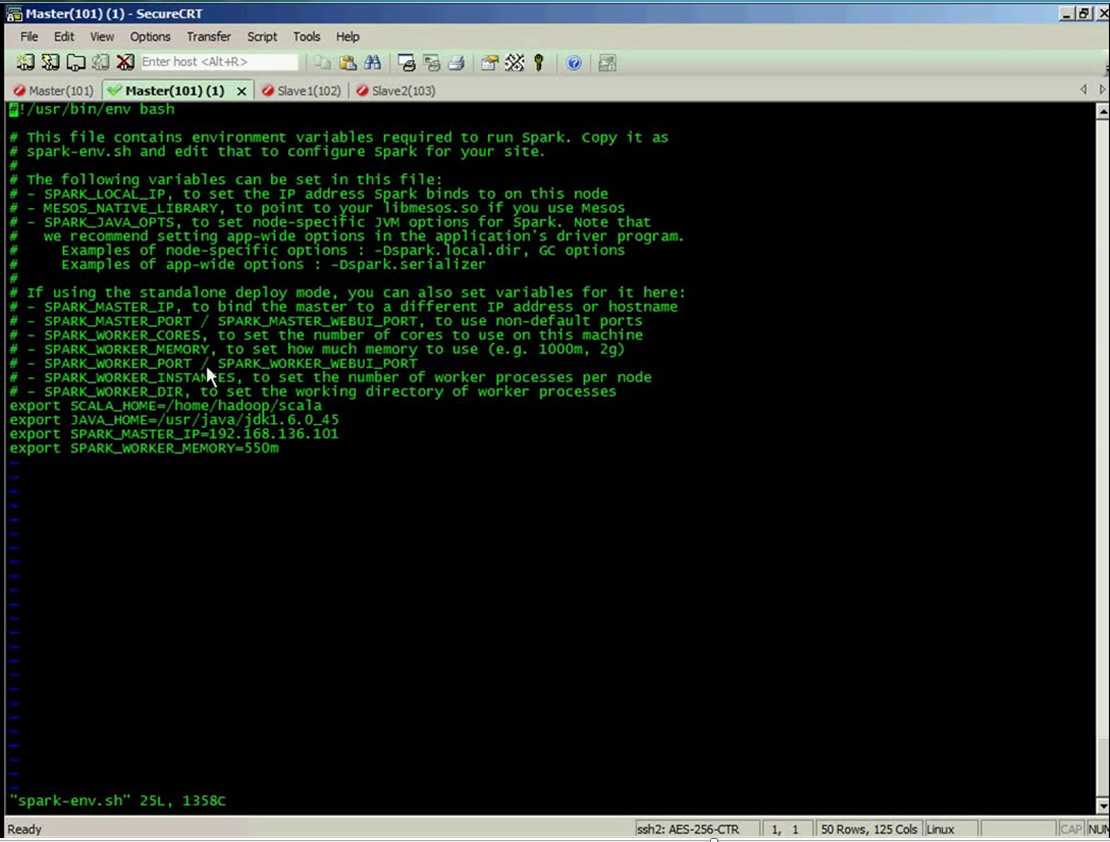 Master(101) (1) - SecureCRT
File Edit View Options Transfer Script Tools Help
Enter host <Alt+R>
Master(101) Master(101) (1) Slave1(102) Slave2(103)
#!/usr/bin/env bash
# This file contains environment variables required to run Spark. Copy it as
# spark-env.sh and edit that to configure Spark for your site.
#
# The following variables can be set in this file:
# - SPARK_LOCAL_IP, to set the IP address Spark binds to on this node
# - MESOS_NATIVE_LIBRARY, to point to your libmesos.so if you use Mesos
# - SPARK_JAVA_OPTS, to set node-specific JVM options for Spark. Note that
#   we recommend setting app-wide options in the application's driver program.
#     Examples of node-specific options : -Dspark.local.dir, GC options
#     Examples of app-wide options : -Dspark.serializer
#
# If using the standalone deploy mode, you can also set variables for it here:
# - SPARK_MASTER_IP, to bind the master to a different IP address or hostname
# - SPARK_MASTER_PORT / SPARK_MASTER_WEBUI_PORT, to use non-default ports
# - SPARK_WORKER_CORES, to set the number of cores to use on this machine
# - SPARK_WORKER_MEMORY, to set how much memory to use (e.g. 1000m, 2g)
# - SPARK_WORKER_PORT / SPARK_WORKER_WEBUI_PORT
# - SPARK_WORKER_INSTANCES, to set the number of worker processes per node
# - SPARK_WORKER_DIR, to set the working directory of worker processes
export SCALA_HOME=/home/hadoop/scala
export JAVA_HOME=/usr/java/jdk1.6.0_45
export SPARK_MASTER_IP=192.168.136.101
export SPARK_WORKER_MEMORY=550m
"spark-env.sh" 25L, 1358C
Ready ssh2: AES-256-CTR 1, 1 50 Rows, 125 Cols Linux CAP NUM